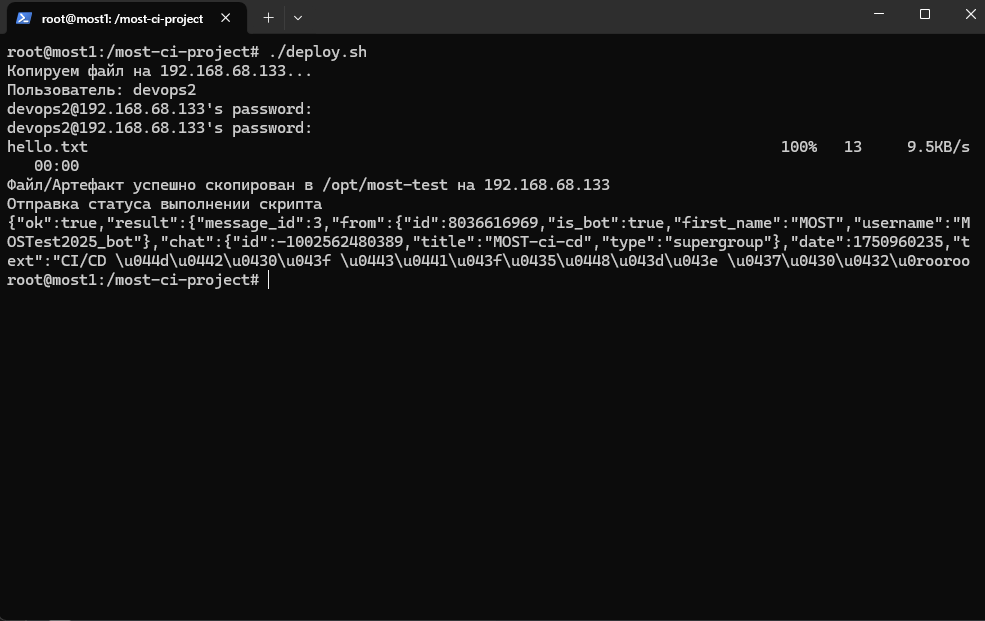 root@most1: /most-ci-project
root@most1:/most-ci-project# ./deploy.sh
Копируем файл на 192.168.68.133...
Пользователь: devops2
devops2@192.168.68.133's password:
devops2@192.168.68.133's password:
hello.txt 100% 13 9.5KB/s
00:00
Файл/Артефакт успешно скопирован в /opt/most-test на 192.168.68.133
Отправка статуса выполнении скрипта
{"ok":true,"result":{"message_id":3,"from":{"id":8036616969,"is_bot":true,"first_name":"MOST","username":"M
OSTest2025_bot"},"chat":{"id":-1002562480389,"title":"MOST-ci-cd","type":"supergroup"},"date":1750960235,"t
ext":"CI/CD \u044d\u0442\u0430\u043f \u0443\u0441\u043f\u0435\u0448\u043d\u043e \u0437\u0430\u0432\u0rooroo
root@most1:/most-ci-project#